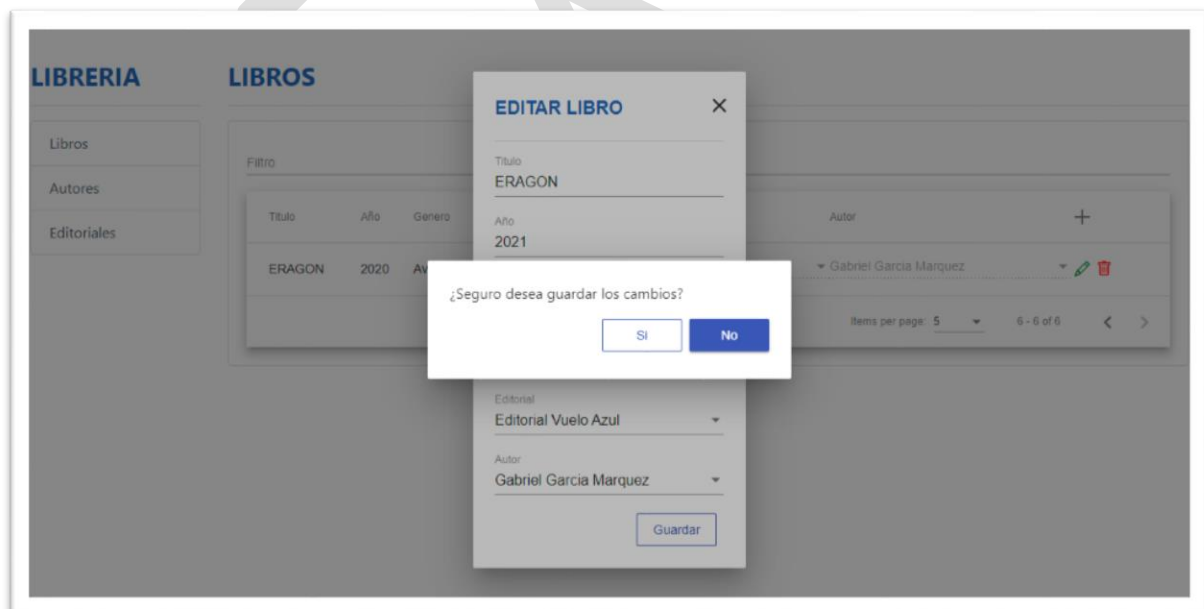 LIBRERIA
LIBROS
Libros
Autores
Editoriales
Filtro
Titulo Año Genero Autor
ERAGON 2020 Av Gabriel Garcia Marquez
Items per page: 5 6 - 6 of 6
EDITAR LIBRO
Titulo
ERAGON
Año
2021
¿Seguro desea guardar los cambios?
Si No
Editorial
Editorial Vuelo Azul
Autor
Gabriel Garcia Marquez
Guardar